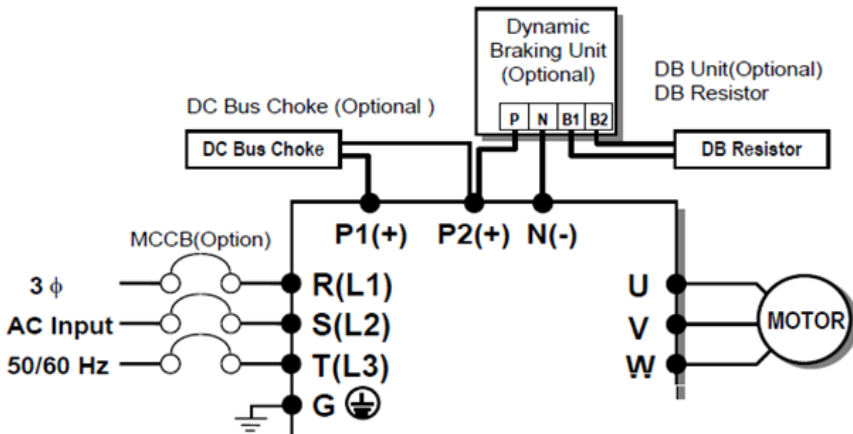 Dynamic
Braking Unit
(Optional)
P N B1 B2
DB Unit(Optional)
DB Resistor
DC Bus Choke (Optional )
DC Bus Choke
DB Resistor
P1(+) P2(+) N(-)
MCCB(Option)
3 ϕ
AC Input
50/60 Hz
R(L1)
S(L2)
T(L3)
G
U
V
W
MOTOR